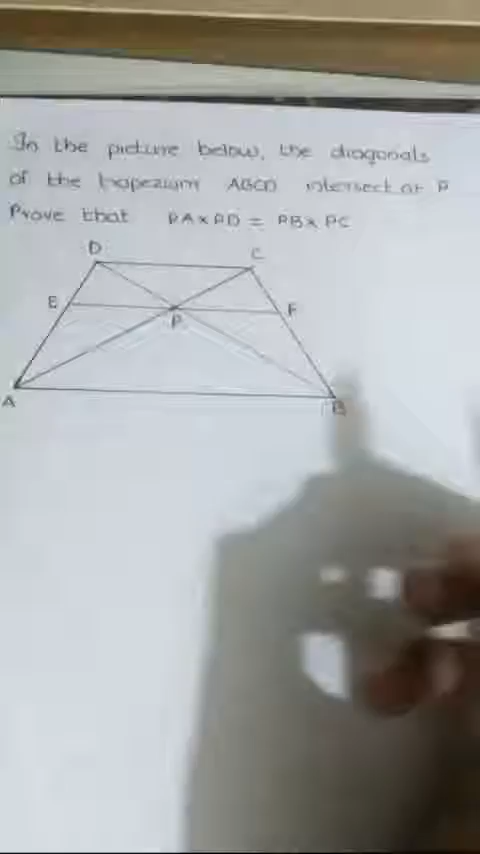 In the picture below, the diagonals
of the trapezium ABCD intersect at P
Prove that PA x PD = PB x PC
D C
E F
P
A B